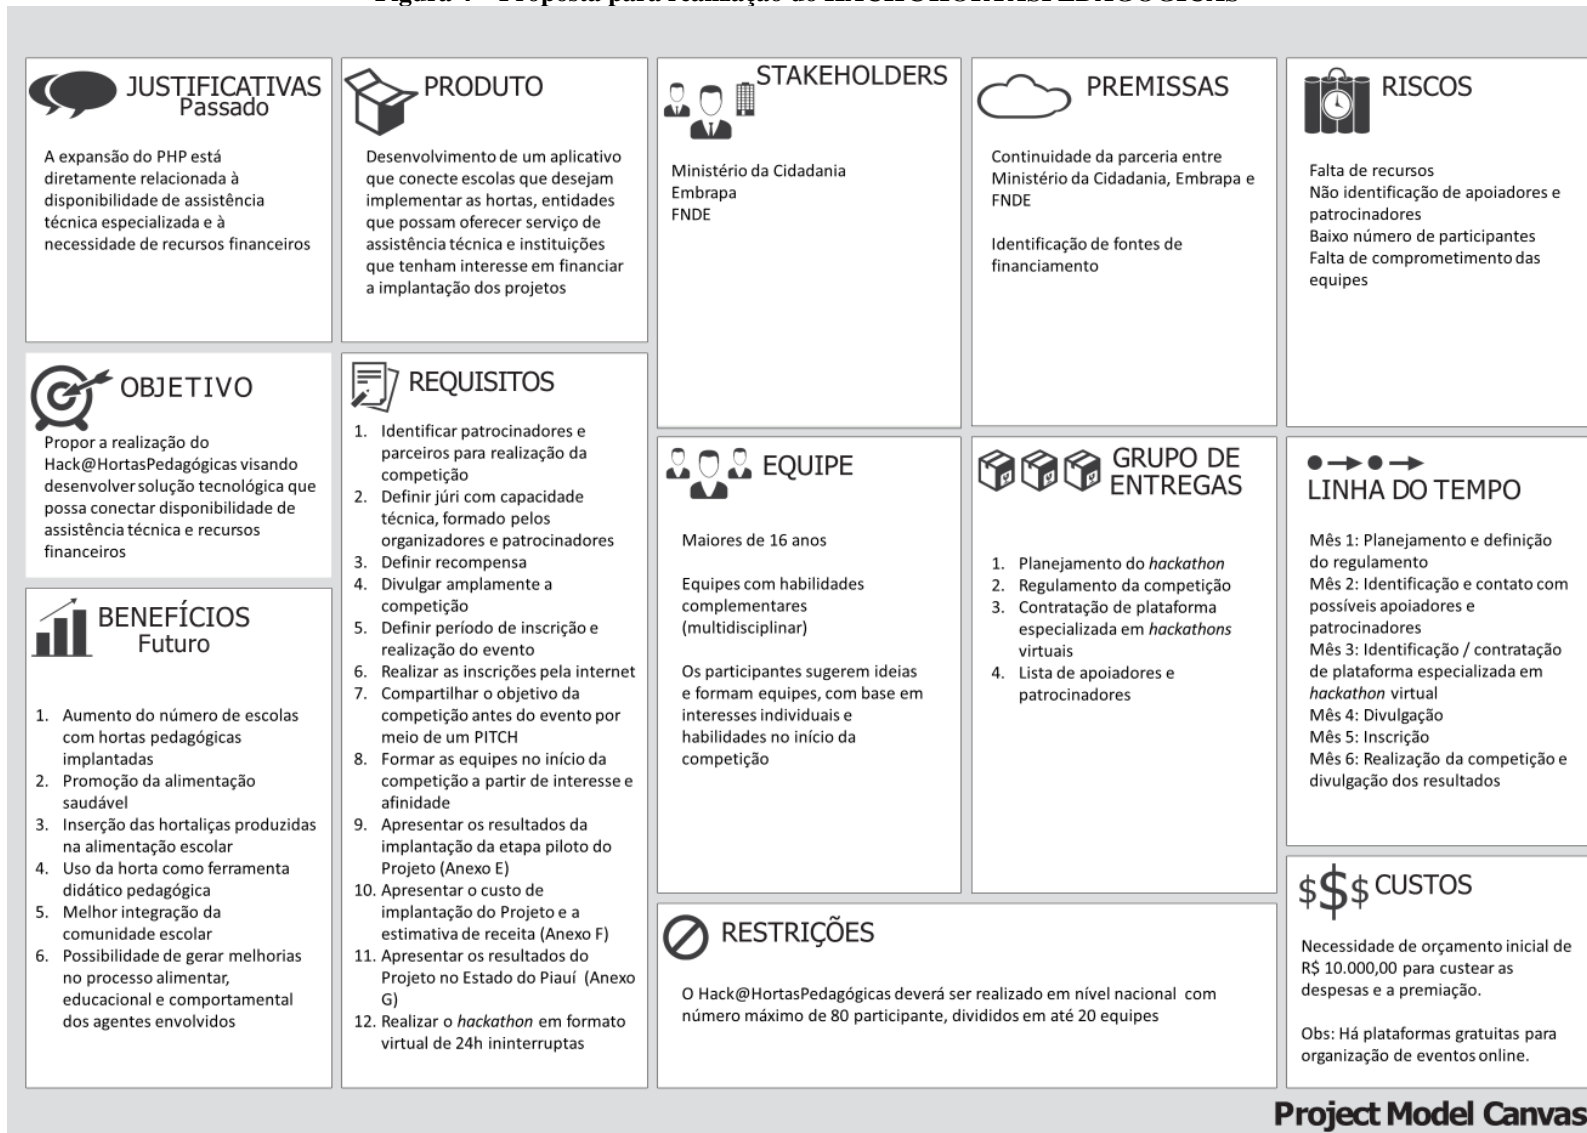 JUSTIFICATIVAS
Passado
A expansão do PHP está
diretamente relacionada à
disponibilidade de assistência
técnica especializada e à
necessidade de recursos financeiros
PRODUTO
Desenvolvimento de um aplicativo
que conecte escolas que desejam
implementar as hortas, entidades
que possam oferecer serviço de
assistência técnica e instituições
que tenham interesse em financiar
a implantação dos projetos
STAKEHOLDERS
Ministério da Cidadania
Embrapa
FNDE
PREMISSAS
Continuidade da parceria entre
Ministério da Cidadania, Embrapa e
FNDE
Identificação de fontes de
financiamento
RISCOS
Falta de recursos
Não identificação de apoiadores e
patrocinadores
Baixo número de participantes
Falta de comprometimento das
equipes
OBJETIVO
Propor a realização do
Hack@HortasPedagógicas visando
desenvolver solução tecnológica que
possa conectar disponibilidade de
assistência técnica e recursos
financeiros
BENEFÍCIOS
Futuro
1. Aumento do número de escolas
com hortas pedagógicas
implantadas
2. Promoção da alimentação
saudável
3. Inserção das hortaliças produzidas
na alimentação escolar
4. Uso da horta como ferramenta
didático pedagógica
5. Melhor integração da
comunidade escolar
6. Possibilidade de gerar melhorias
no processo alimentar,
educacional e comportamental
dos agentes envolvidos
REQUISITOS
1. Identificar patrocinadores e
parceiros para realização da
competição
2. Definir júri com capacidade
técnica, formado pelos
organizadores e patrocinadores
3. Definir recompensa
4. Divulgar amplamente a
competição
5. Definir período de inscrição e
realização do evento
6. Realizar as inscrições pela internet
7. Compartilhar o objetivo da
competição antes do evento por
meio de um PITCH
8. Formar as equipes no início da
competição a partir de interesse e
afinidade
9. Apresentar os resultados da
implantação da etapa piloto do
Projeto (Anexo E)
10. Apresentar o custo de
implantação do Projeto e a
estimativa de receita (Anexo F)
11. Apresentar os resultados do
Projeto no Estado do Piauí (Anexo
G)
12. Realizar o hackathon em formato
virtual de 24h ininterruptas
EQUIPE
Maiores de 16 anos
Equipes com habilidades
complementares
(multidisciplinar)
Os participantes sugerem ideias
e formam equipes, com base em
interesses individuais e
habilidades no início da
competição
GRUPO DE
ENTREGAS
1. Planejamento do hackathon
2. Regulamento da competição
3. Contratação de plataforma
especializada em hackathons
virtuais
4. Lista de apoiadores e
patrocinadores
LINHA DO TEMPO
Mês 1: Planejamento e definição
do regulamento
Mês 2: Identificação e contato com
possíveis apoiadores e
patrocinadores
Mês 3: Identificação / contratação
de plataforma especializada em
hackathon virtual
Mês 4: Divulgação
Mês 5: Inscrição
Mês 6: Realização da competição e
divulgação dos resultados
RESTRIÇÕES
O Hack@HortasPedagógicas deverá ser realizado em nível nacional com
número máximo de 80 participante, divididos em até 20 equipes
$$$ CUSTOS
Necessidade de orçamento inicial de
R$ 10.000,00 para custear as
despesas e a premiação.
Obs: Há plataformas gratuitas para
organização de eventos online.
Project Model Canvas